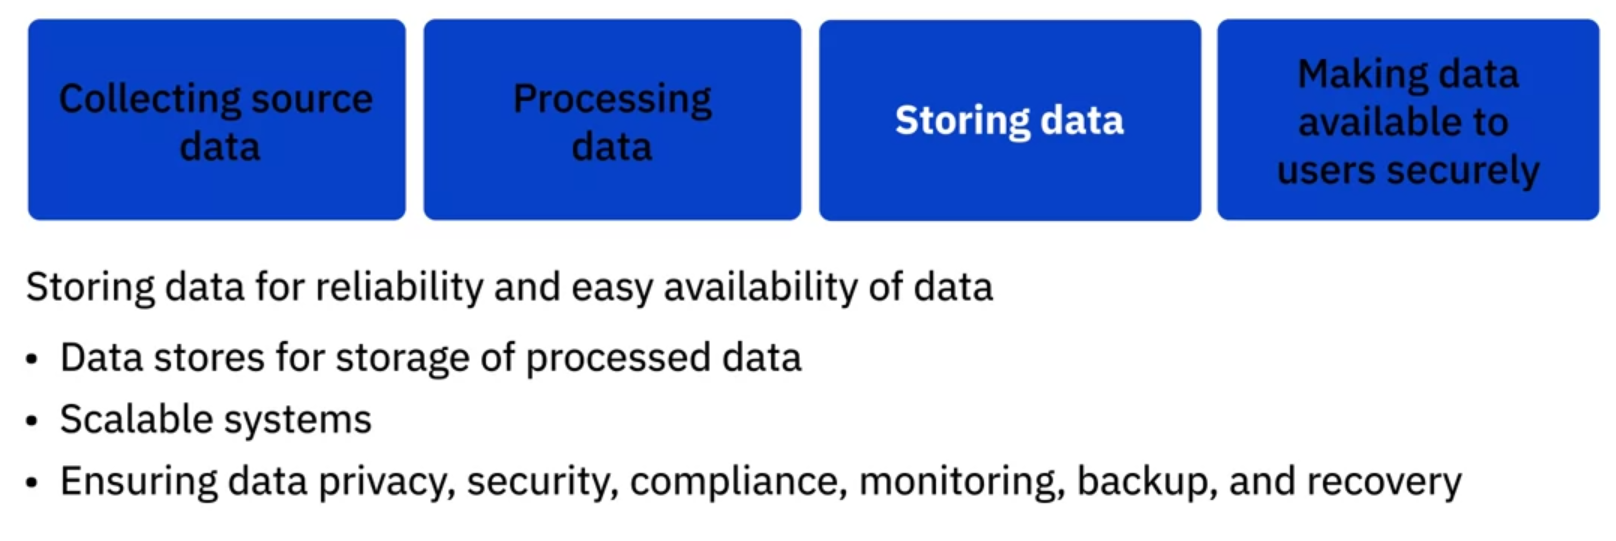 Collecting source
data
Processing
data
Storing data
Making data
available to
users securely
Storing data for reliability and easy availability of data
• Data stores for storage of processed data
• Scalable systems
• Ensuring data privacy, security, compliance, monitoring, backup, and recovery